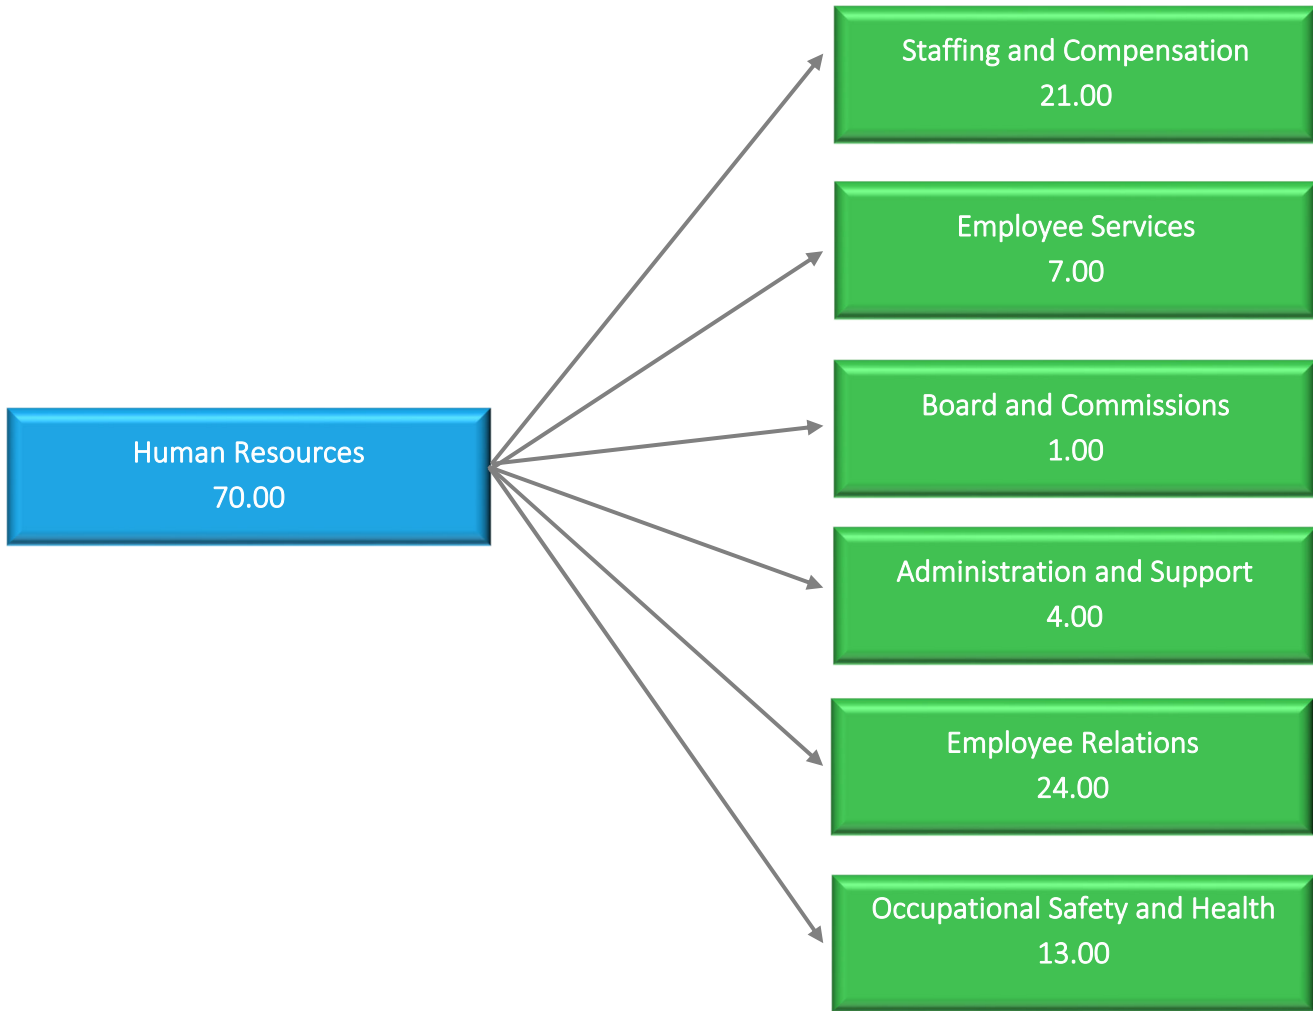 Human Resources
70.00
Staffing and Compensation
21.00
Employee Services
7.00
Board and Commissions
1.00
Administration and Support
4.00
Employee Relations
24.00
Occupational Safety and Health
13.00